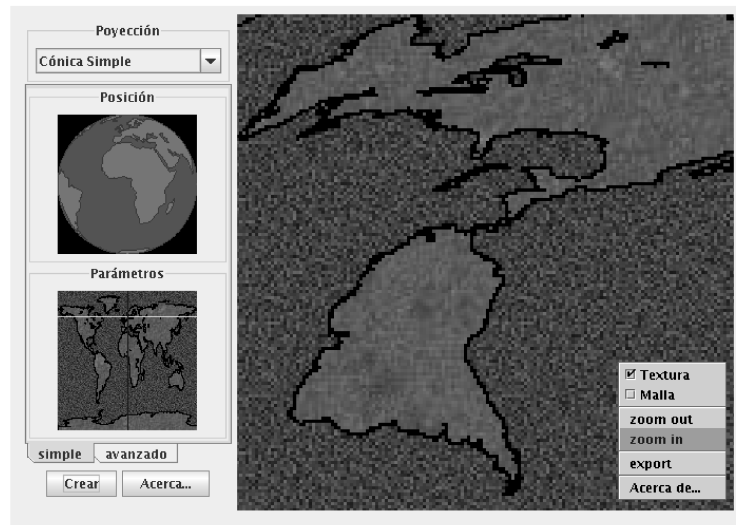 Poyección
Cónica Simple
Posición
Parámetros
simple avanzado
Crear Acerca...
Textura
Malla
zoom out
zoom in
export
Acerca de...